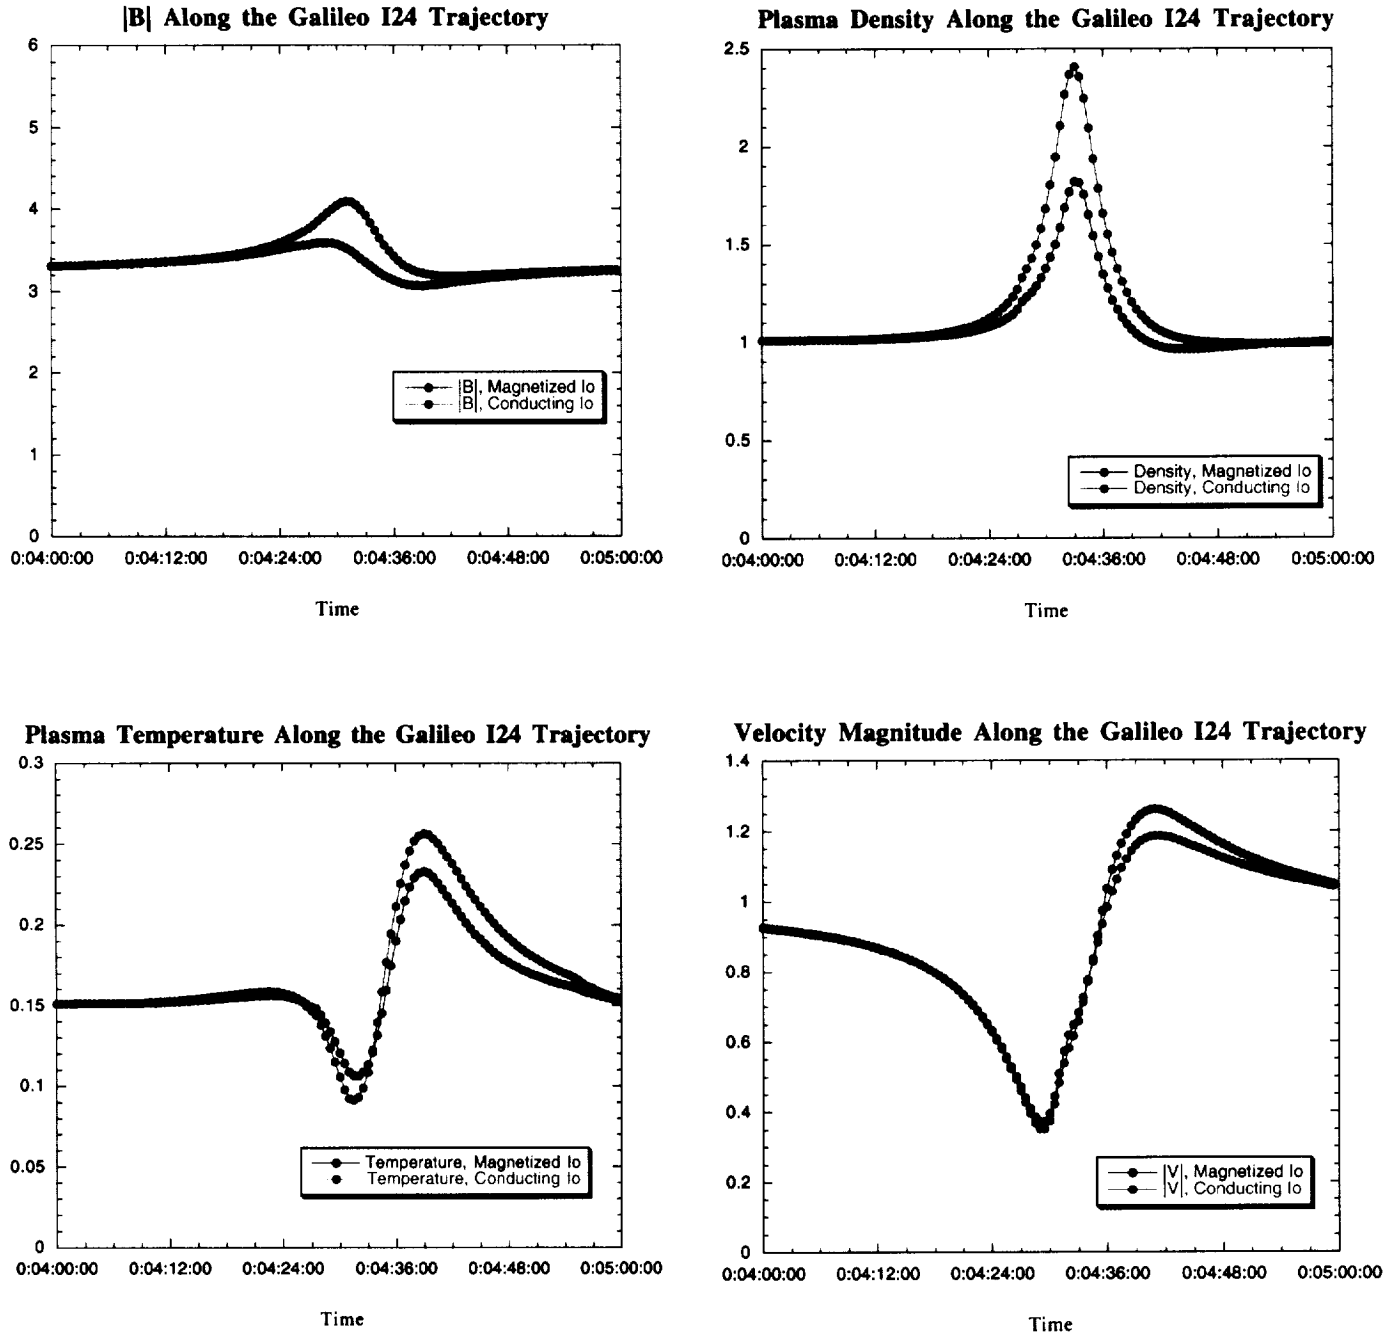 |B| Along the Galileo I24 Trajectory
6
5
4
3
2
1
0
0:04:00:00 0:04:12:00 0:04:24:00 0:04:36:00 0:04:48:00 0:05:00:00
Time
|B|, Magnetized Io
|B|, Conducting Io
Plasma Density Along the Galileo I24 Trajectory
2.5
2
1.5
1
0.5
0
0:04:00:00 0:04:12:00 0:04:24:00 0:04:36:00 0:04:48:00 0:05:00:00
Time
Density, Magnetized Io
Density, Conducting Io
Plasma Temperature Along the Galileo I24 Trajectory
0.3
0.25
0.2
0.15
0.1
0.05
0
0:04:00:00 0:04:12:00 0:04:24:00 0:04:36:00 0:04:48:00 0:05:00:00
Time
Temperature, Magnetized Io
Temperature, Conducting Io
Velocity Magnitude Along the Galileo I24 Trajectory
1.4
1.2
1
0.8
0.6
0.4
0.2
0
0:04:00:00 0:04:12:00 0:04:24:00 0:04:36:00 0:04:48:00 0:05:00:00
Time
|V|, Magnetized Io
|V|, Conducting Io